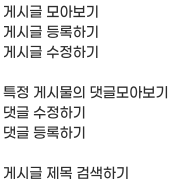 게시글 모아보기
게시글 등록하기
게시글 수정하기
특정 게시물의 댓글모아보기
댓글 수정하기
댓글 등록하기
게시글 제목 검색하기